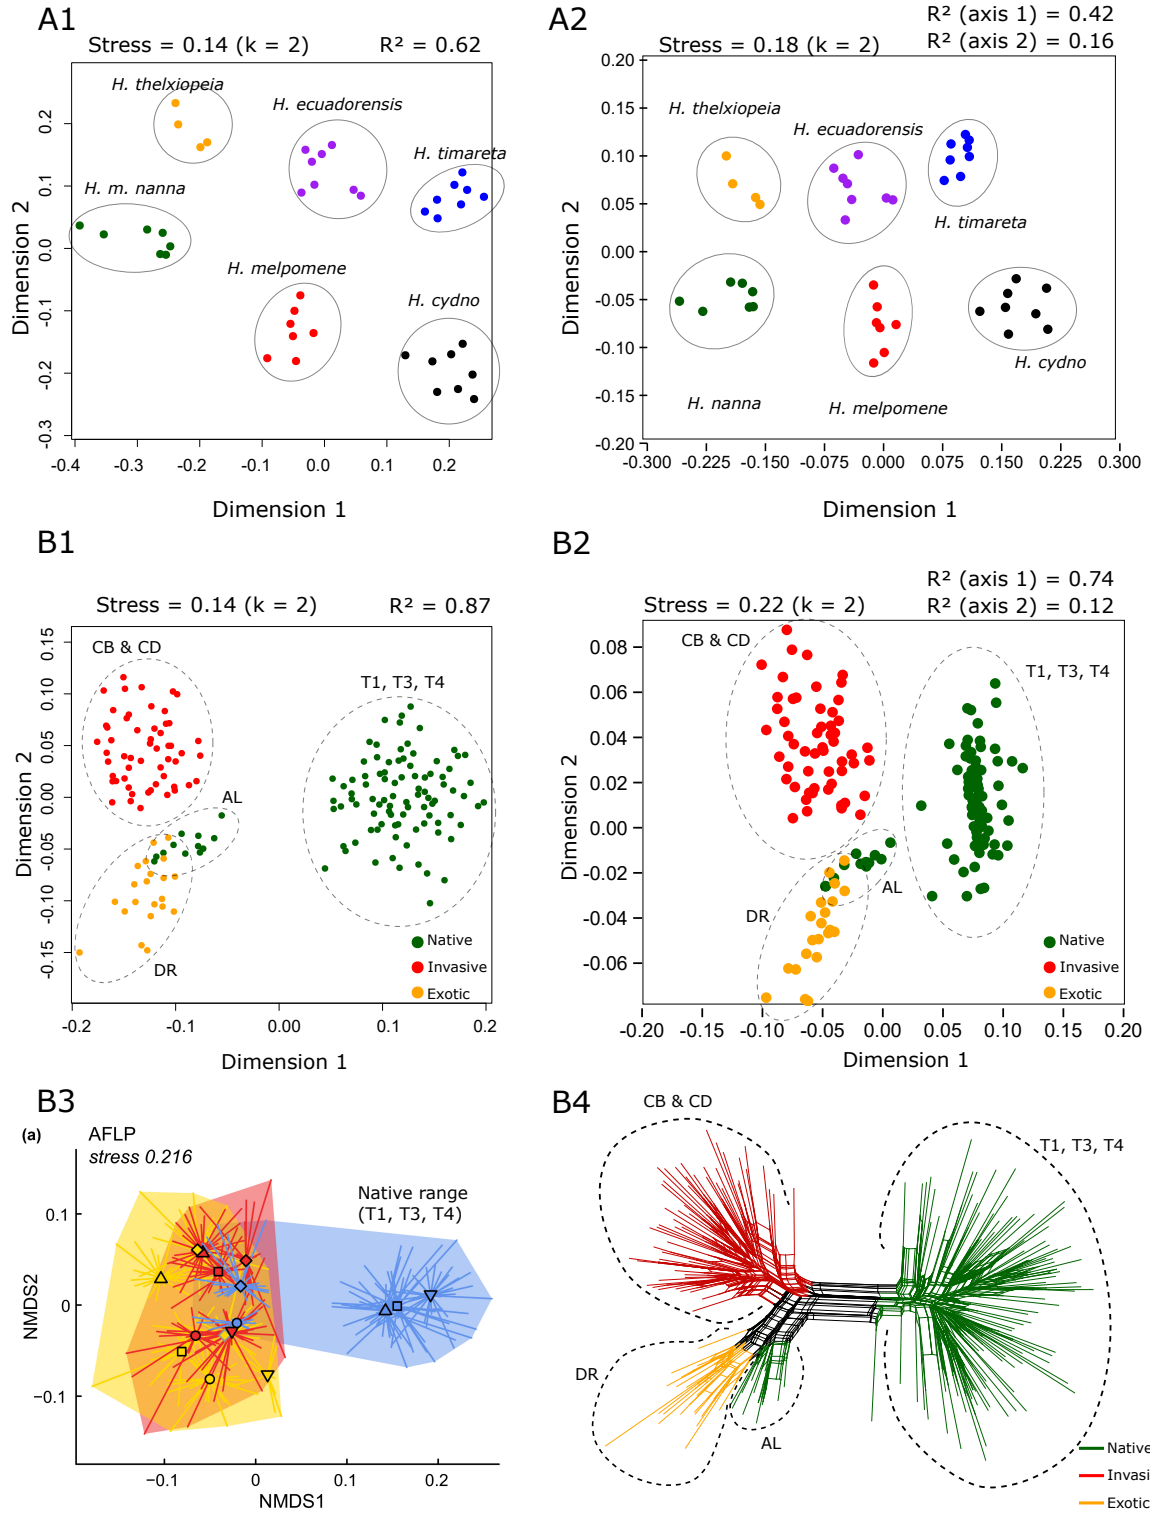 A1
Stress = 0.14 (k = 2)
R² = 0.62
H. thelxiopeia
H. ecuadorensis
H. timareta
H. m. nanna
H. melpomene
H. cydno
Dimension 2
0.2
0.1
0.0
-0.1
-0.2
-0.3
-0.4
-0.3
-0.2
-0.1
0.0
0.1
0.2
Dimension 1
A2
R² (axis 1) = 0.42
Stress = 0.18 (k = 2)
R² (axis 2) = 0.16
H. thelxiopeia
H. ecuadorensis
H. timareta
H. cydno
H. nanna
H. melpomene
Dimension 2
0.20
0.15
0.10
0.05
0.00
-0.05
-0.10
-0.15
-0.20
-0.300
-0.225
-0.150
-0.075
0.000
0.075
0.150
0.225
0.300
Dimension 1
B1
Stress = 0.14 (k = 2)
R² = 0.87
CB & CD
T1, T3, T4
AL
DR
Native
Invasive
Exotic
Dimension 2
0.15
0.10
0.05
0.00
-0.05
-0.10
-0.15
-0.2
-0.1
0.00
0.1
0.2
Dimension 1
B2
R² (axis 1) = 0.74
Stress = 0.22 (k = 2)
R² (axis 2) = 0.12
CB & CD
T1, T3, T4
AL
DR
Native
Invasive
Exotic
Dimension 2
0.08
0.06
0.04
0.02
0.00
-0.02
-0.04
-0.06
-0.20
-0.15
-0.10
-0.05
0.00
0.05
0.10
0.15
0.20
Dimension 1
B3
(a)
AFLP
stress 0.216
Native range
(T1, T3, T4)
NMDS2
0.1
0
−0.1
−0.1
0
0.1
0.2
NMDS1
B4
CB & CD
T1, T3, T4
DR
AL
Native
Invasi
Exotic